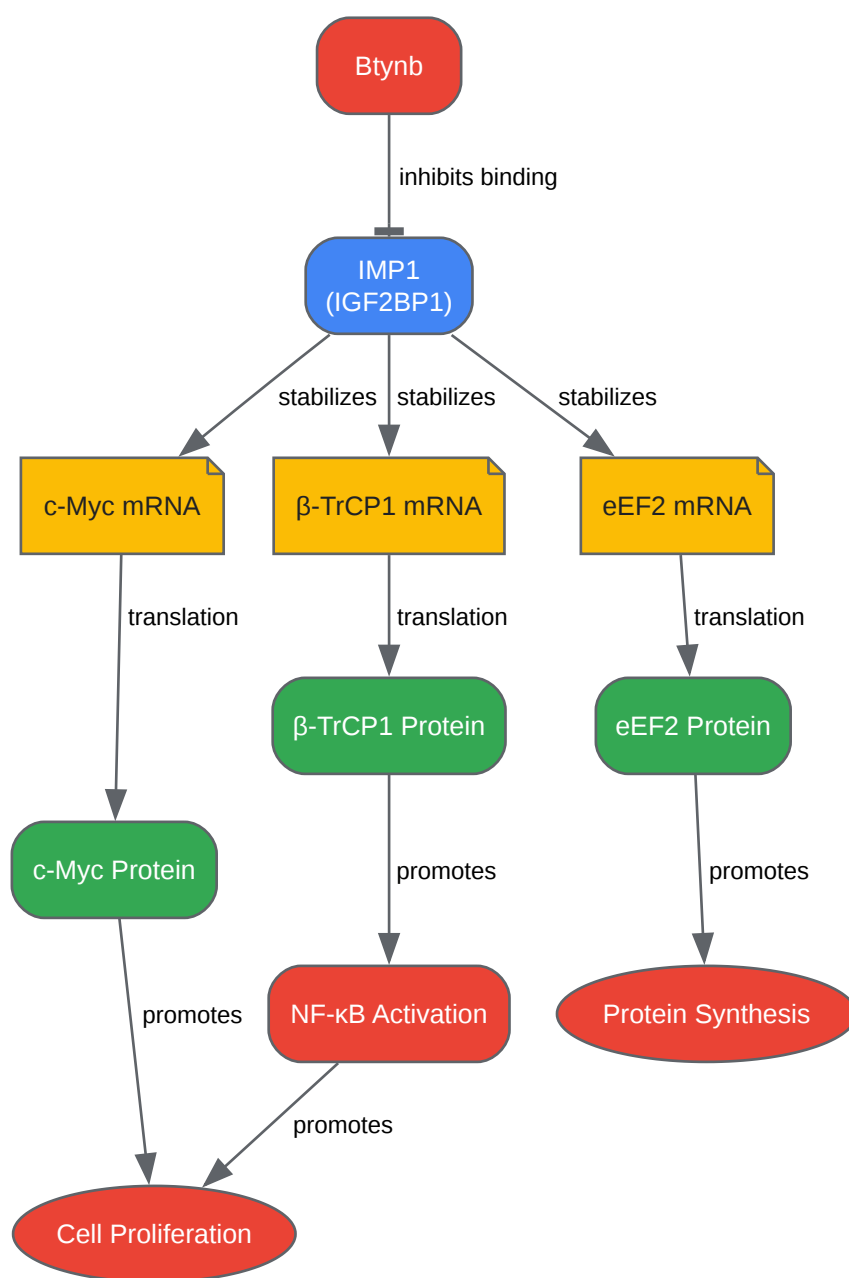 Btynb
inhibits binding
IMP1
(IGF2BP1)
stabilizes
stabilizes
stabilizes
c-Myc mRNA
β-TrCP1 mRNA
eEF2 mRNA
translation
translation
translation
β-TrCP1 Protein
eEF2 Protein
c-Myc Protein
promotes
promotes
promotes
NF-κB Activation
Protein Synthesis
promotes
Cell Proliferation